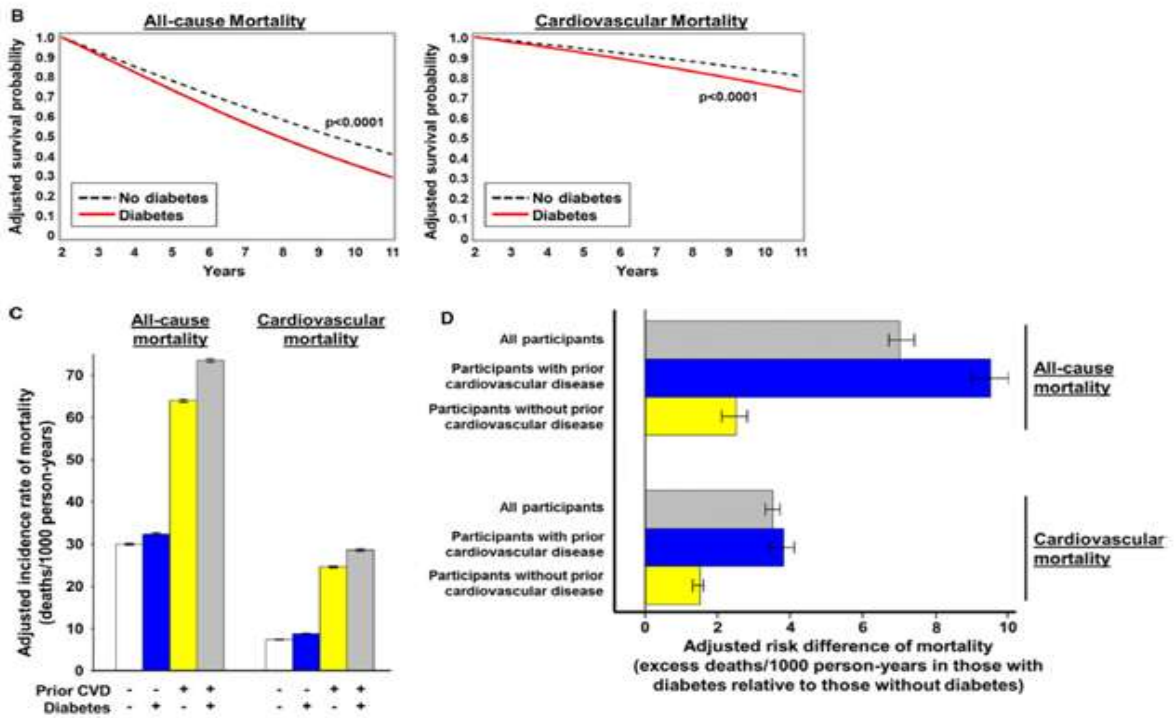 B
All-cause Mortality
Adjusted survival probability
1.0
0.9
0.8
0.7
0.6
0.5
0.4
0.3
0.2
0.1
0
p<0.0001
No diabetes
Diabetes
2 3 4 5 6 7 8 9 10 11
Years
Cardiovascular Mortality
Adjusted survival probability
1.0
0.9
0.8
0.7
0.6
0.5
0.4
0.3
0.2
0.1
0
p<0.0001
No diabetes
Diabetes
2 3 4 5 6 7 8 9 10 11
Years
C
All-cause
mortality
Cardiovascular
mortality
Adjusted incidence rate of mortality
(deaths/1000 person-years)
70
60
50
40
30
20
10
0
Prior CVD - - + + - - + +
Diabetes - + - + - + - +
D
All participants
Participants with prior
cardiovascular disease
Participants without prior
cardiovascular disease
All-cause
mortality
All participants
Participants with prior
cardiovascular disease
Participants without prior
cardiovascular disease
Cardiovascular
mortality
0 2 4 6 8 10
Adjusted risk difference of mortality
(excess deaths/1000 person-years in those with
diabetes relative to those without diabetes)